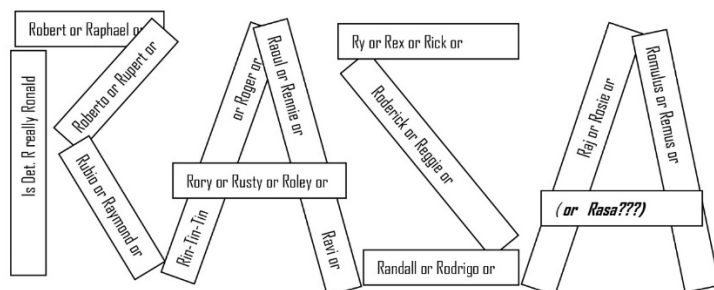 Is Det. R really Ronald
Robert or Raphael or
Roberto or Rupert or
Rubio or Raymond or
Rin-Tin-Tin
or Roger or
Raoul or Rennie or
Rory or Rusty or Roley or
Ravi or
Ry or Rex or Rick or
Roderick or Reggie or
Randall or Rodrigo or
Raj or Rosie or
Romulus or Remus or
(or Rasa???)